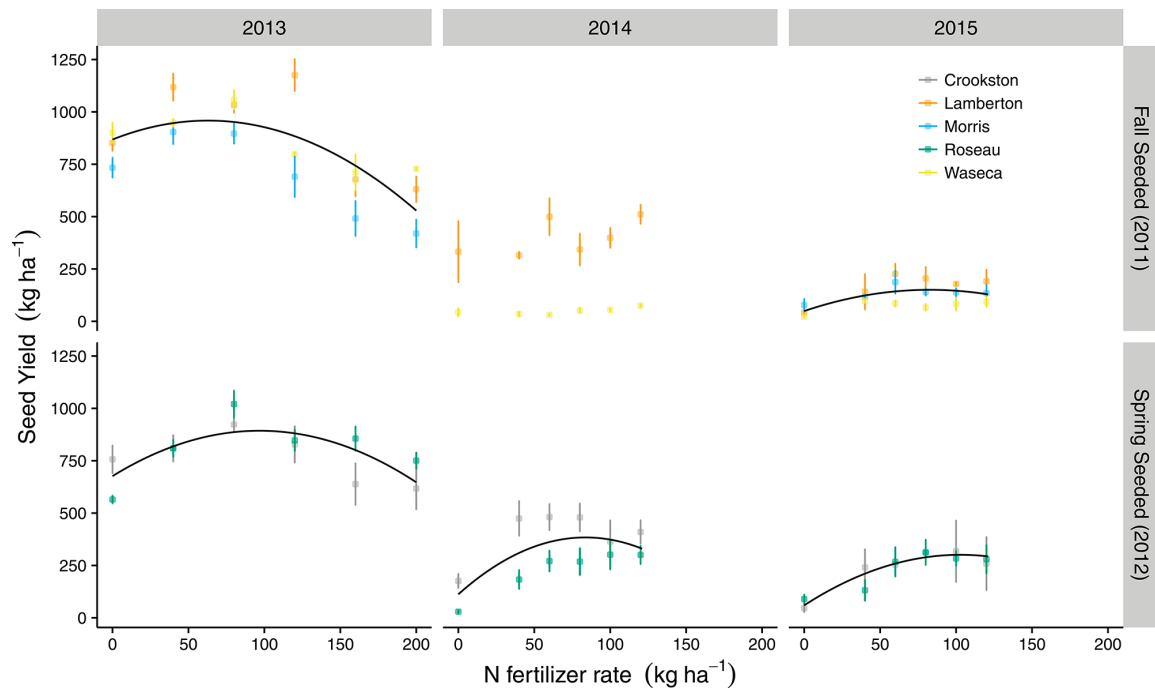 2013 2014 2015
1250
1000
750
500
250
0
Crookston
Lamberton
Morris
Roseau
Waseca
Fall Seeded (2011)
Seed Yield (kg ha⁻¹)
1250
1000
750
500
250
0
Spring Seeded (2012)
0 50 100 150 200 0 50 100 150 200 0 50 100 150 200
N fertilizer rate (kg ha⁻¹)